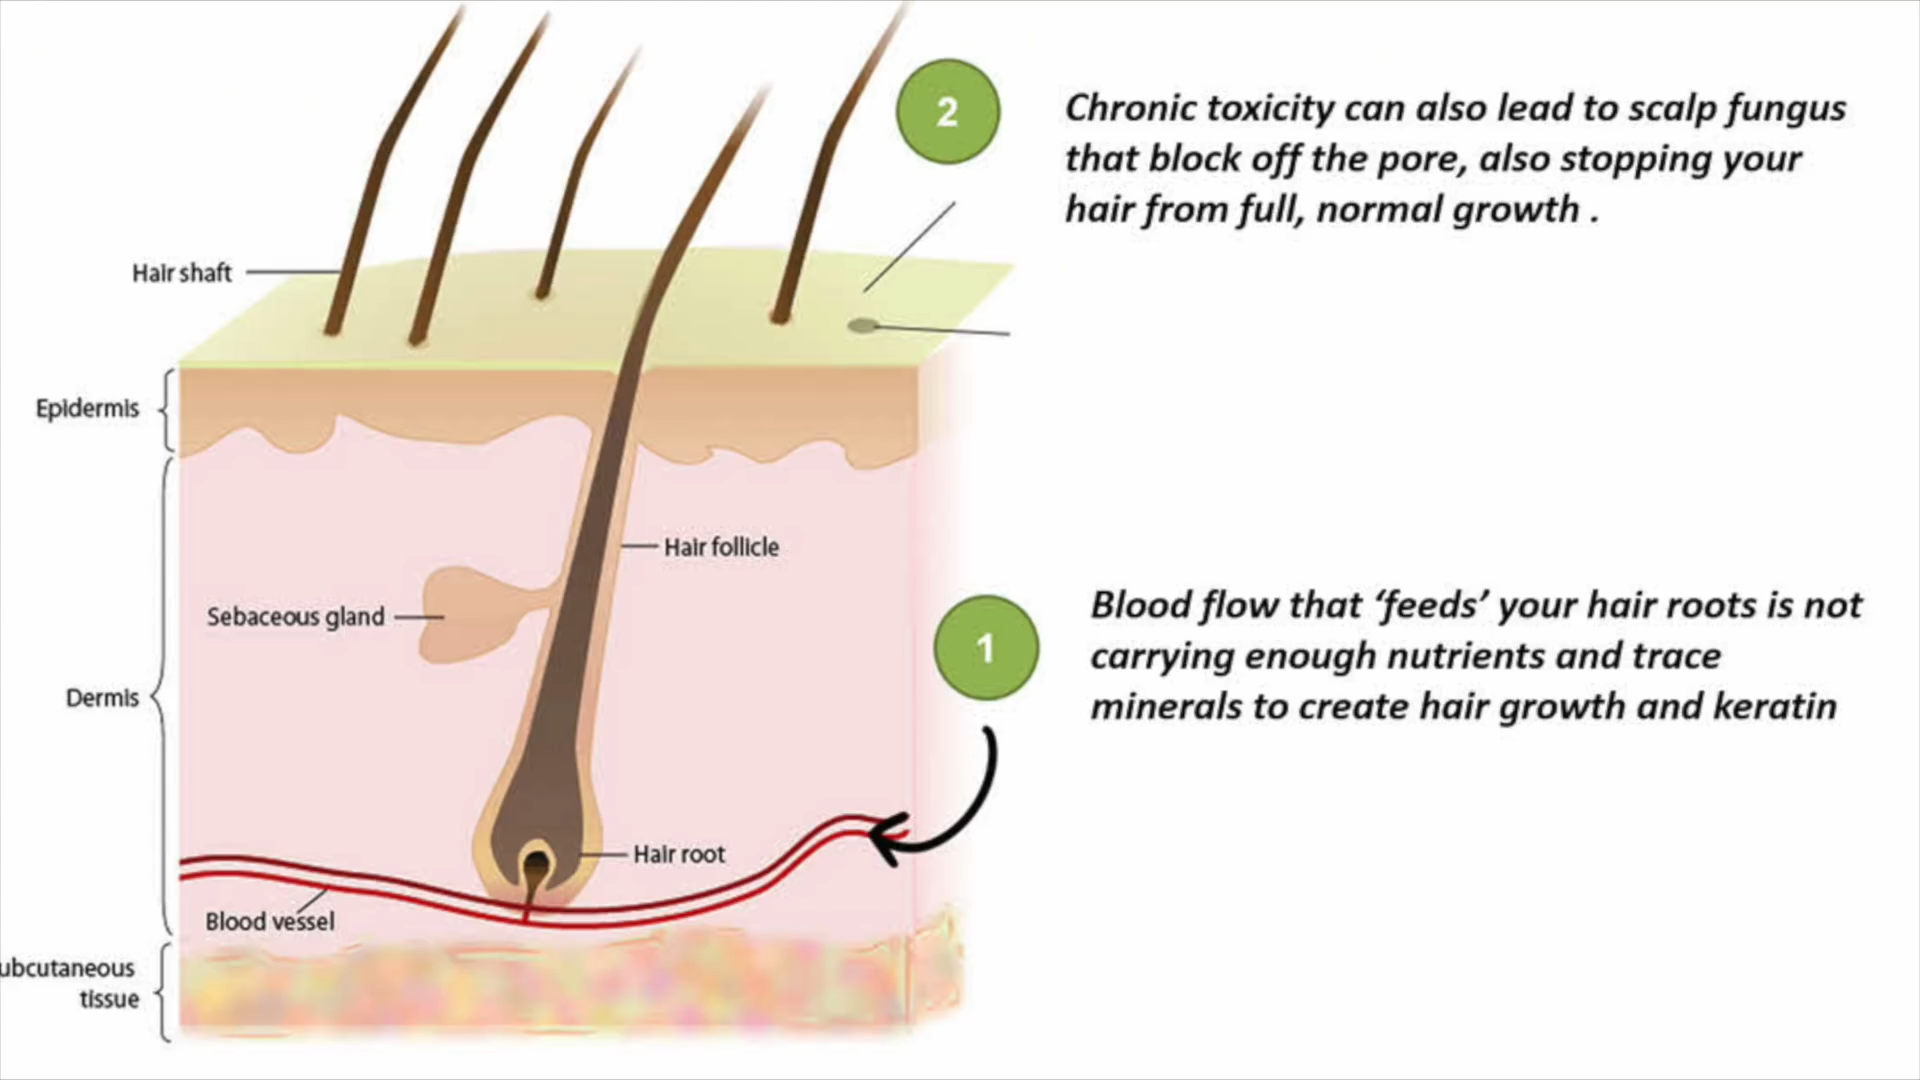 2
Chronic toxicity can also lead to scalp fungus
that block off the pore, also stopping your
hair from full, normal growth .
Hair shaft
Epidermis
Hair follicle
Sebaceous gland
1
Blood flow that ‘feeds’ your hair roots is not
carrying enough nutrients and trace
minerals to create hair growth and keratin
Dermis
Hair root
Blood vessel
ubcutaneous
tissue